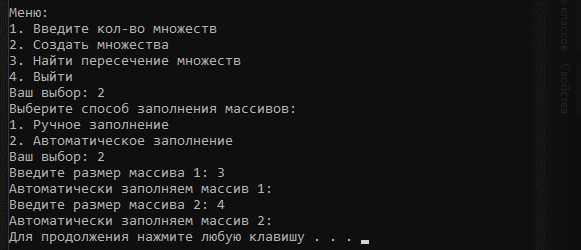 Меню:
1. Введите кол-во множеств
2. Создать множества
3. Найти пересечение множеств
4. Выйти
Ваш выбор: 2
Выберите способ заполнения массивов:
1. Ручное заполнение
2. Автоматическое заполнение
Ваш выбор: 2
Введите размер массива 1: 3
Автоматически заполняем массив 1:
Введите размер массива 2: 4
Автоматически заполняем массив 2:
Для продолжения нажмите любую клавишу . . .
классов
Свойства